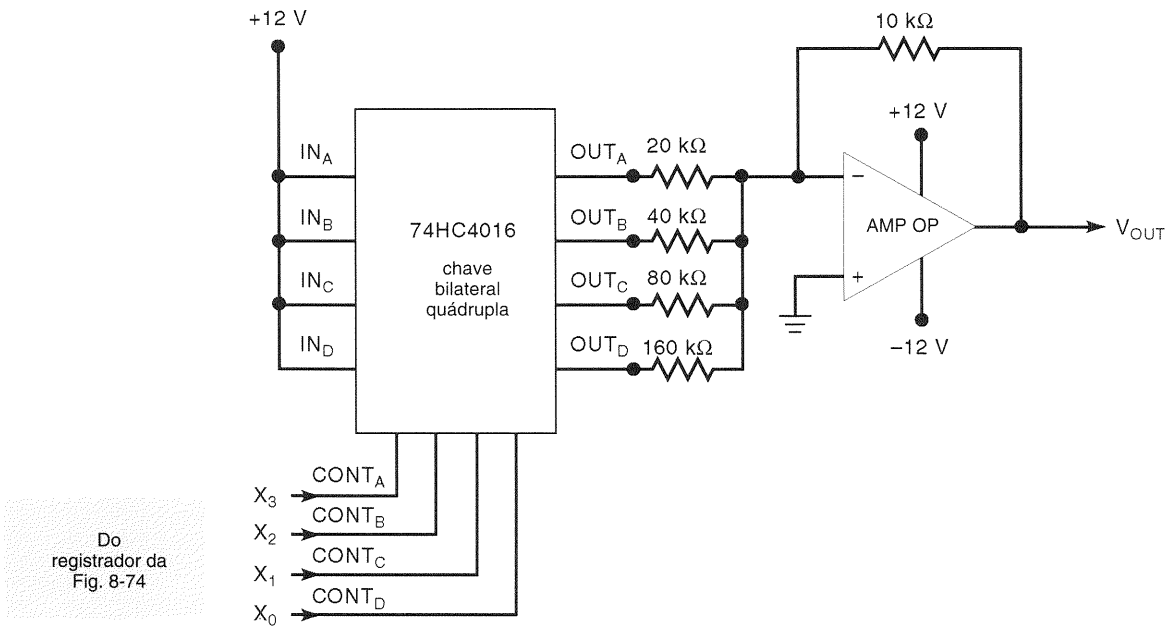 +12 V
10 kΩ
+12 V
IN_A
OUT_A
20 kΩ
IN_B
OUT_B
40 kΩ
IN_C
OUT_C
80 kΩ
IN_D
OUT_D
160 kΩ
74HC4016
chave
bilateral
quádrupla
−
AMP OP
+
V_OUT
−12 V
X_3
CONT_A
X_2
CONT_B
X_1
CONT_C
X_0
CONT_D
Do
registrador da
Fig. 8-74